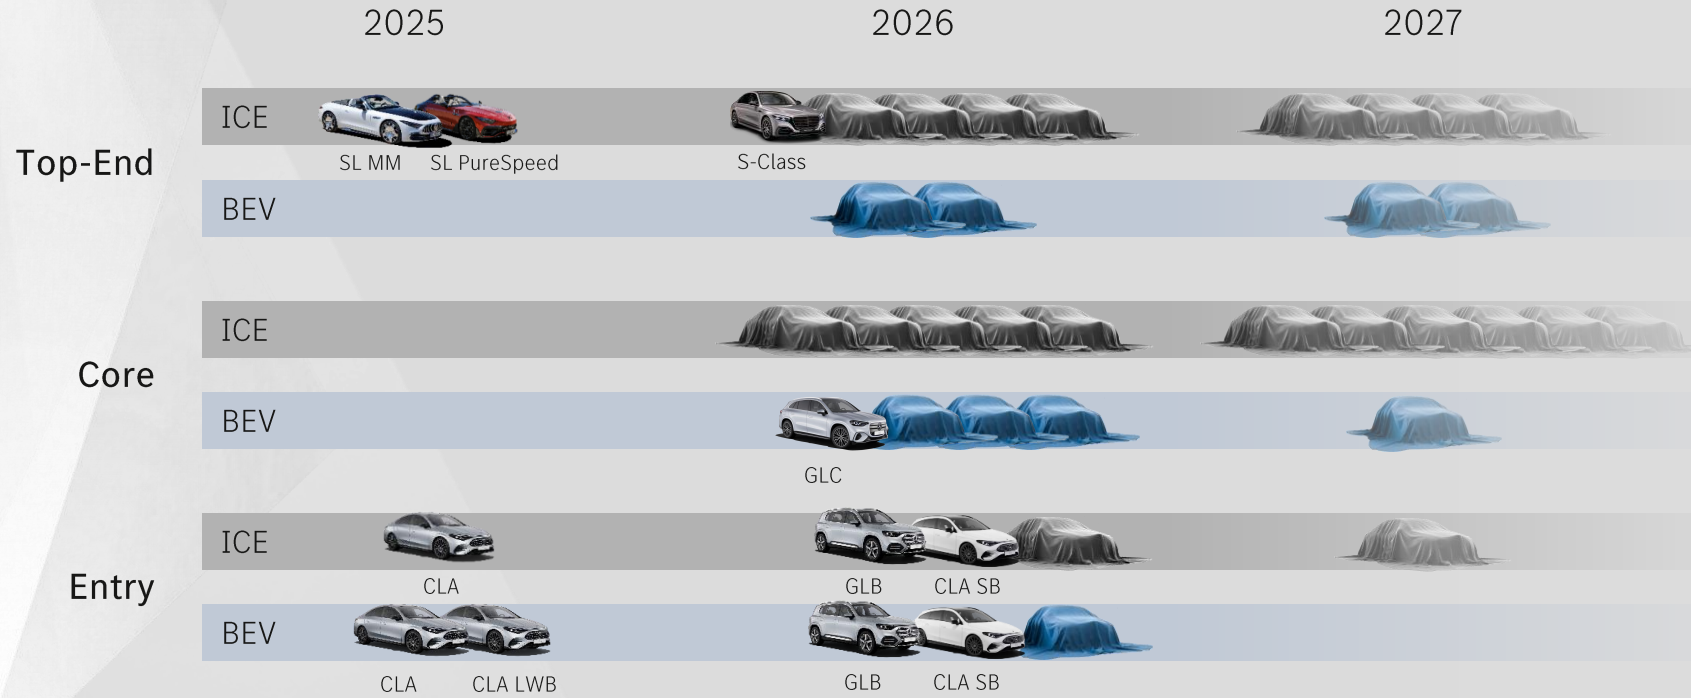 2025 2026 2027
Top-End
ICE
SL MM SL PureSpeed S-Class
BEV
Core
ICE
BEV
GLC
Entry
ICE
CLA GLB CLA SB
BEV
CLA CLA LWB GLB CLA SB